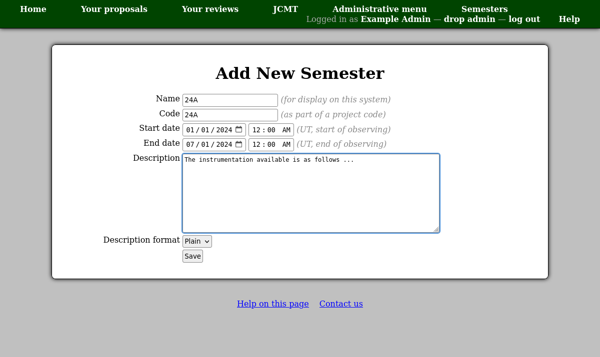 Home Your proposals Your reviews JCMT Administrative menu Semesters
Logged in as Example Admin — drop admin — log out Help
Add New Semester
Name 24A (for display on this system)
Code 24A (as part of a project code)
Start date 01/01/2024 12:00 AM (UT, start of observing)
End date 07/01/2024 12:00 AM (UT, end of observing)
Description The instrumentation available is as follows ...
Description format Plain
Save
Help on this page Contact us